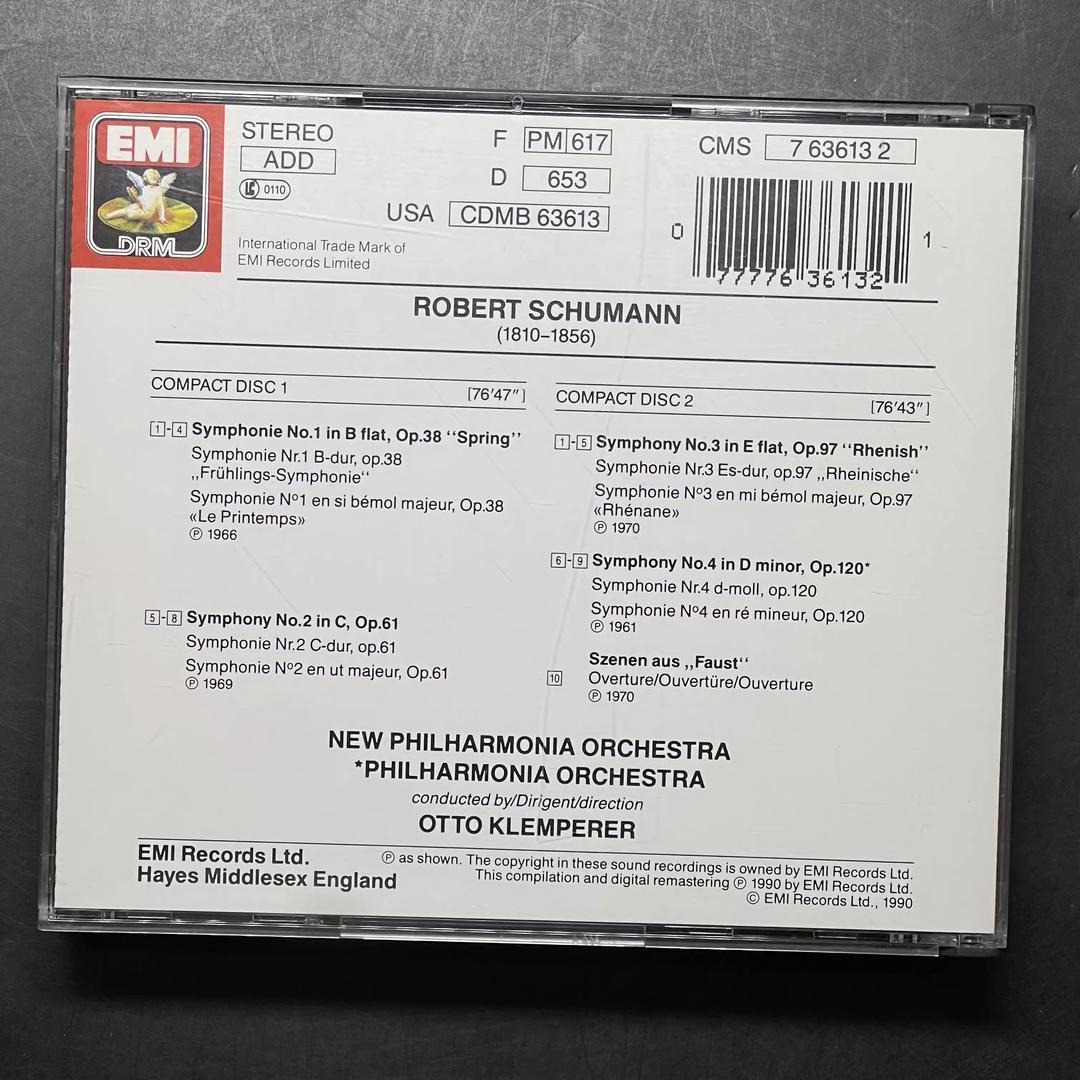 EMI
DRM
STEREO
ADD
LC 0110
International Trade Mark of
EMI Records Limited
F PM 617
D 653
USA CDMB 63613
CMS 7 63613 2
0 77776 36132 1
ROBERT SCHUMANN
(1810–1856)
COMPACT DISC 1 [76′47″]
1-4 Symphonie No.1 in B flat, Op.38 ‘‘Spring’’
Symphonie Nr.1 B-dur, op.38
,,Frühlings-Symphonie‘‘
Symphonie Nº1 en si bémol majeur, Op.38
«Le Printemps»
℗ 1966
5-8 Symphony No.2 in C, Op.61
Symphonie Nr.2 C-dur, op.61
Symphonie Nº2 en ut majeur, Op.61
℗ 1969
COMPACT DISC 2 [76′43″]
1-5 Symphony No.3 in E flat, Op.97 ‘‘Rhenish’’
Symphonie Nr.3 Es-dur, op.97 ,,Rheinische‘‘
Symphonie Nº3 en mi bémol majeur, Op.97
«Rhénane»
℗ 1970
6-9 Symphony No.4 in D minor, Op.120*
Symphonie Nr.4 d-moll, op.120
Symphonie Nº4 en ré mineur, Op.120
℗ 1961
Szenen aus ,,Faust‘‘
10 Overture/Ouvertüre/Ouverture
℗ 1970
NEW PHILHARMONIA ORCHESTRA
*PHILHARMONIA ORCHESTRA
conducted by/Dirigent/direction
OTTO KLEMPERER
EMI Records Ltd.
Hayes Middlesex England
℗ as shown. The copyright in these sound recordings is owned by EMI Records Ltd.
This compilation and digital remastering ℗ 1990 by EMI Records Ltd.
© EMI Records Ltd., 1990